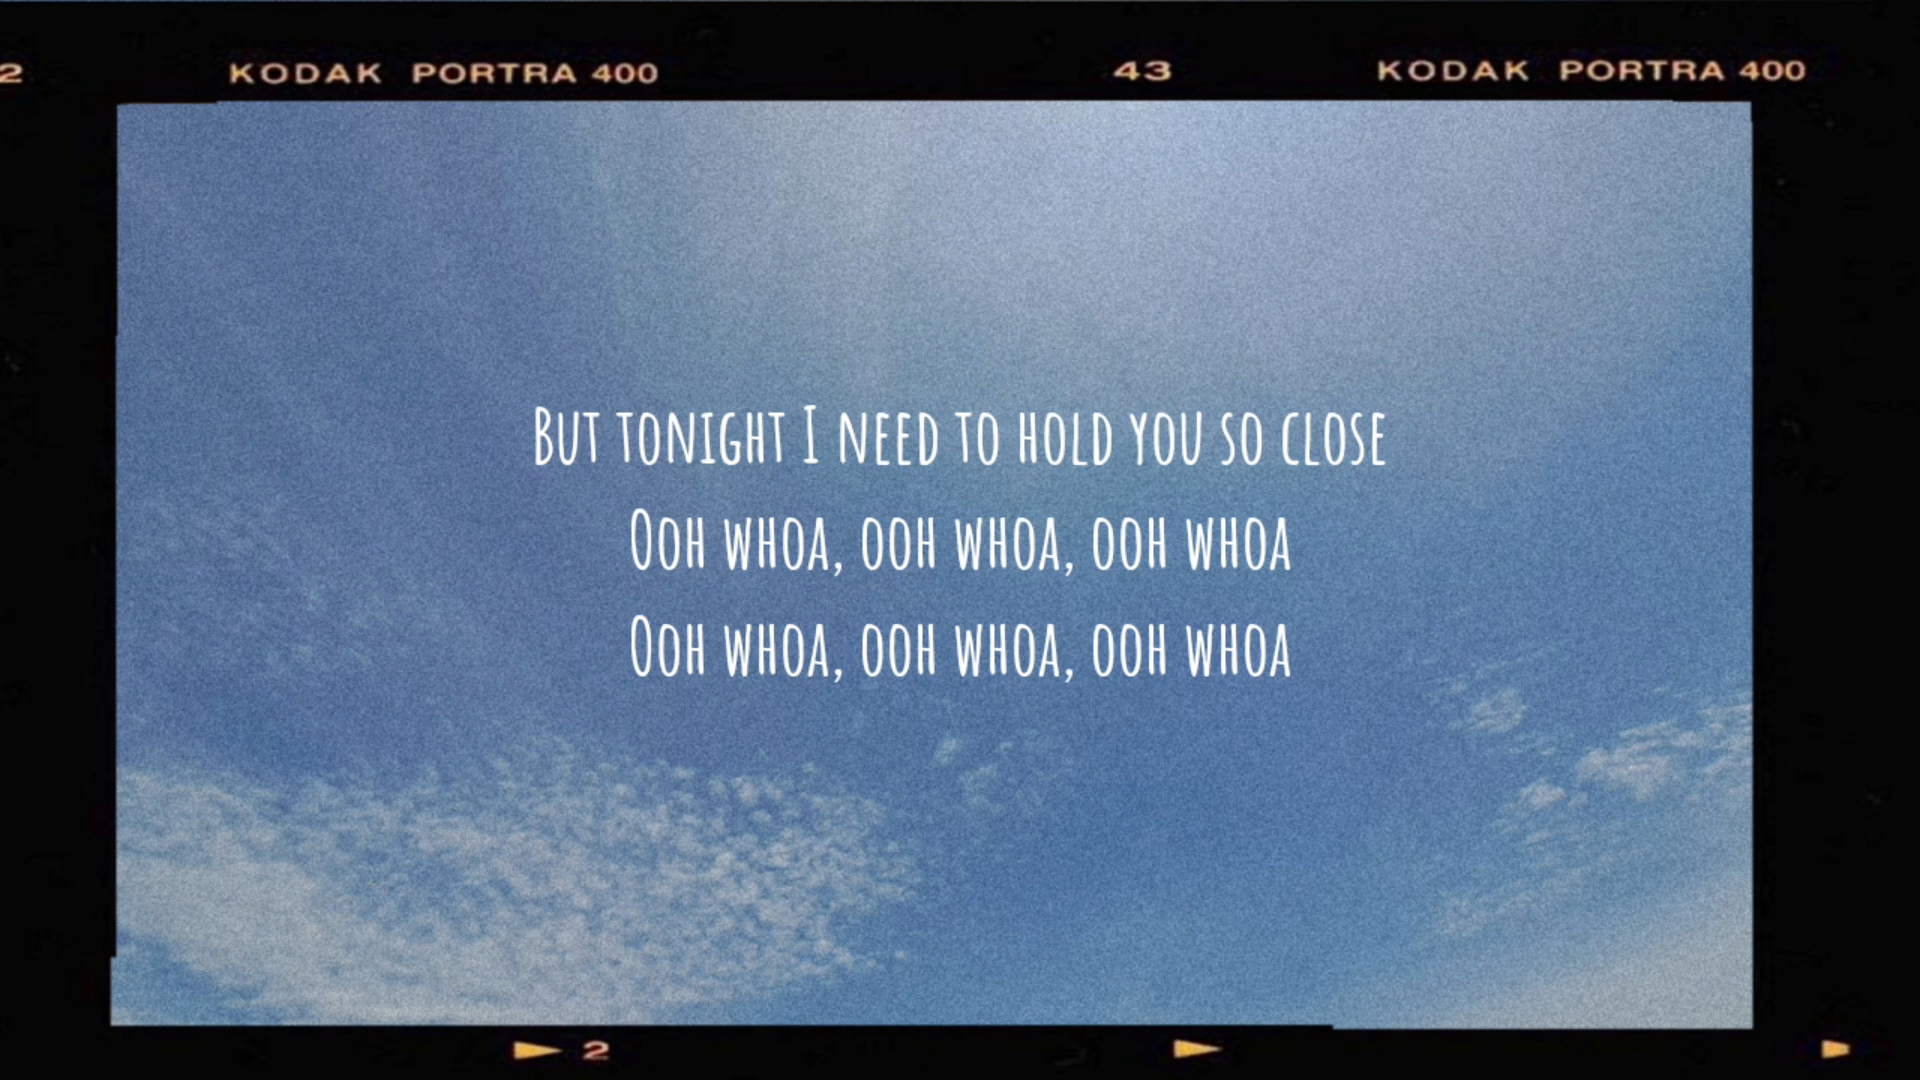 2 KODAK PORTRA 400 43 KODAK PORTRA 400
But tonight I need to hold you so close
Ooh whoa, ooh whoa, ooh whoa
Ooh whoa, ooh whoa, ooh whoa
2